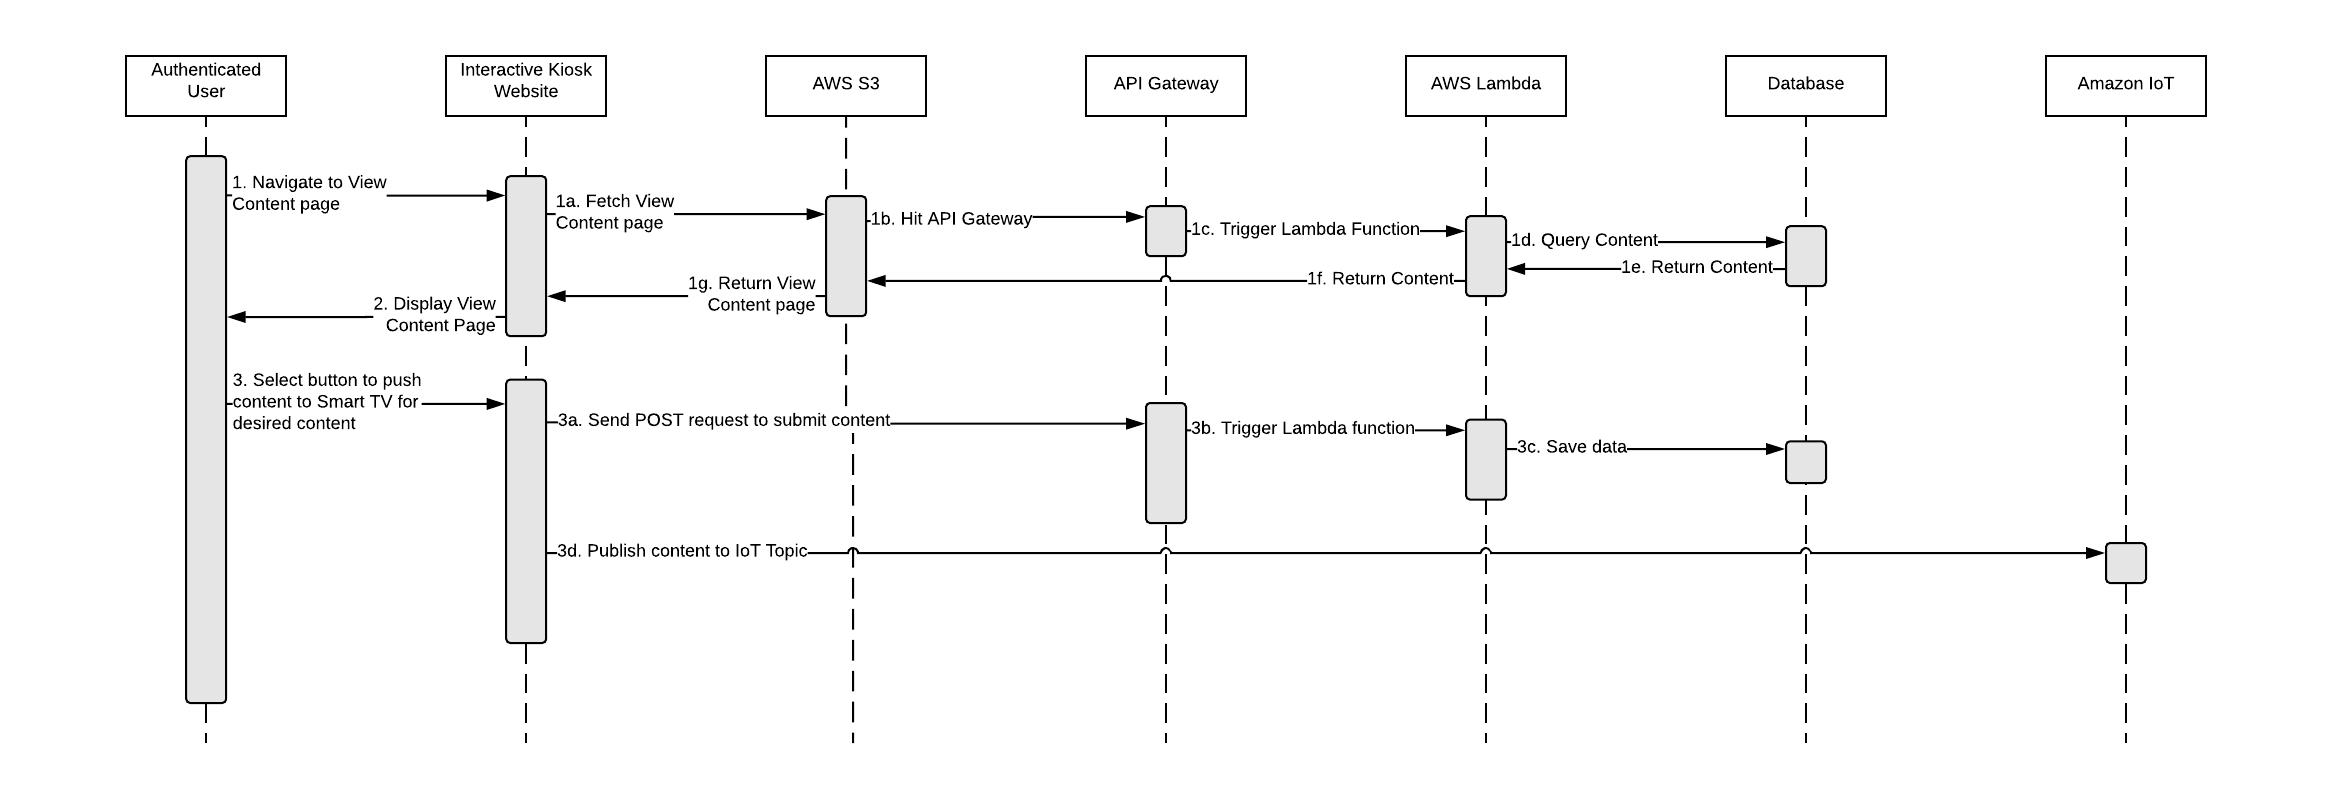 Authenticated
User
Interactive Kiosk
Website
AWS S3
API Gateway
AWS Lambda
Database
Amazon IoT
1. Navigate to View
Content page
1a. Fetch View
Content page
1b. Hit API Gateway
1c. Trigger Lambda Function
1d. Query Content
1e. Return Content
1f. Return Content
1g. Return View
Content page
2. Display View
Content Page
3. Select button to push
content to Smart TV for
desired content
3a. Send POST request to submit content
3b. Trigger Lambda function
3c. Save data
3d. Publish content to IoT Topic